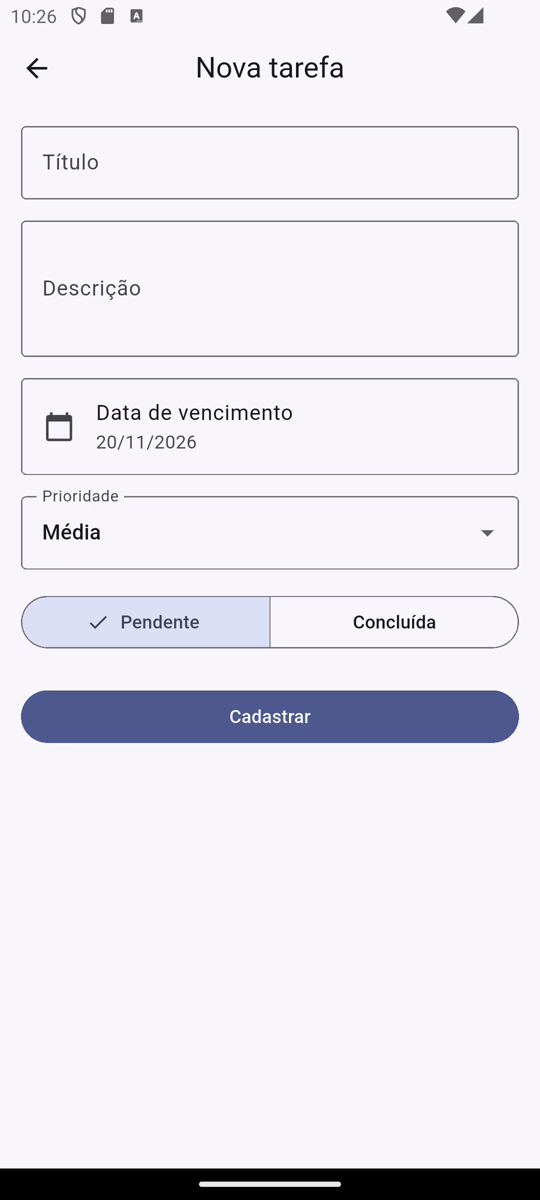 10:26
Nova tarefa
Título
Descrição
Data de vencimento
20/11/2026
Prioridade
Média
Pendente
Concluída
Cadastrar